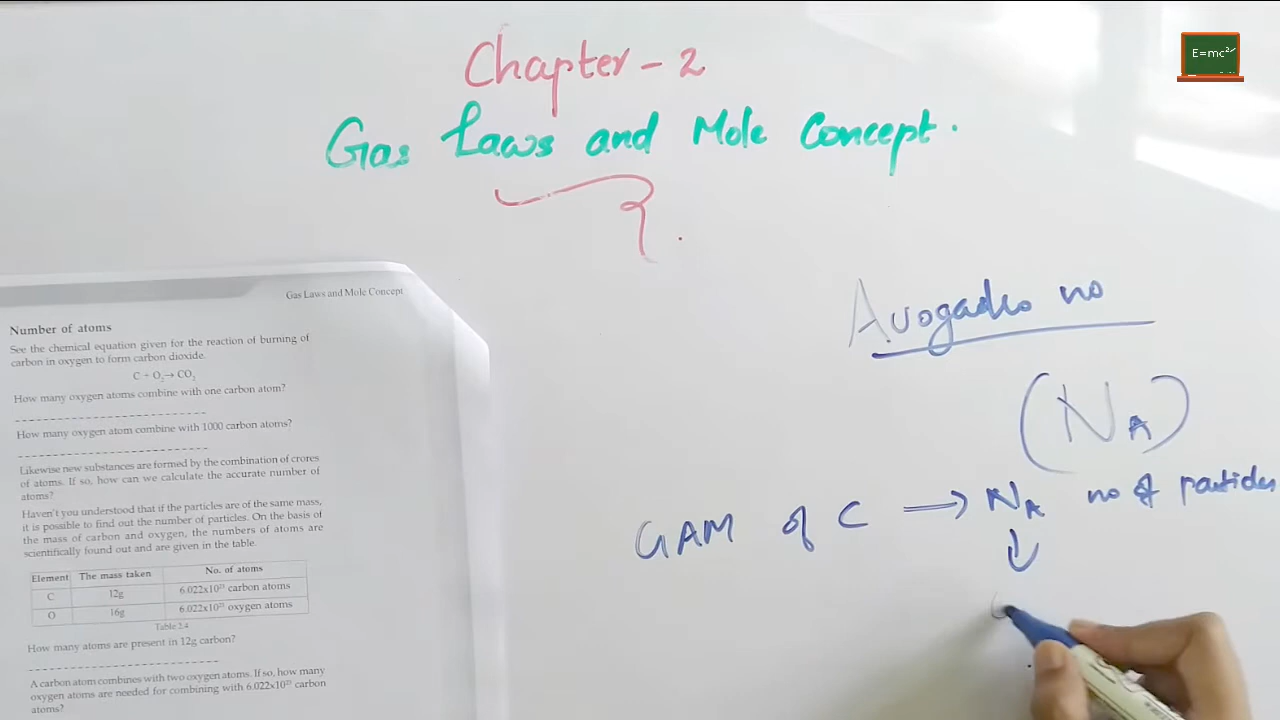 Chapter - 2
Gas Laws and Mole Concept.
E=mc²
Gas Laws and Mole Concept
Number of atoms
See the chemical equation given for the reaction of burning of
carbon in oxygen to form carbon dioxide.
C + O₂ → CO₂
How many oxygen atoms combine with one carbon atom?
How many oxygen atom combine with 1000 carbon atoms?
Likewise new substances are formed by the combination of crores
of atoms. If so, how can we calculate the accurate number of
atoms?
Haven't you understood that if the particles are of the same mass,
it is possible to find out the number of particles. On the basis of
the mass of carbon and oxygen, the numbers of atoms are
scientifically found out and are given in the table.
Element The mass taken No. of atoms
C 12g 6.022x10²³ carbon atoms
O 16g 6.022x10²³ oxygen atoms
Table 2.4
How many atoms are present in 12g carbon?
A carbon atom combines with two oxygen atoms. If so, how many
oxygen atoms are needed for combining with 6.022x10²³ carbon
atoms?
Avogadro no
(N_A)
GAM of C → N_A no of particles
↓